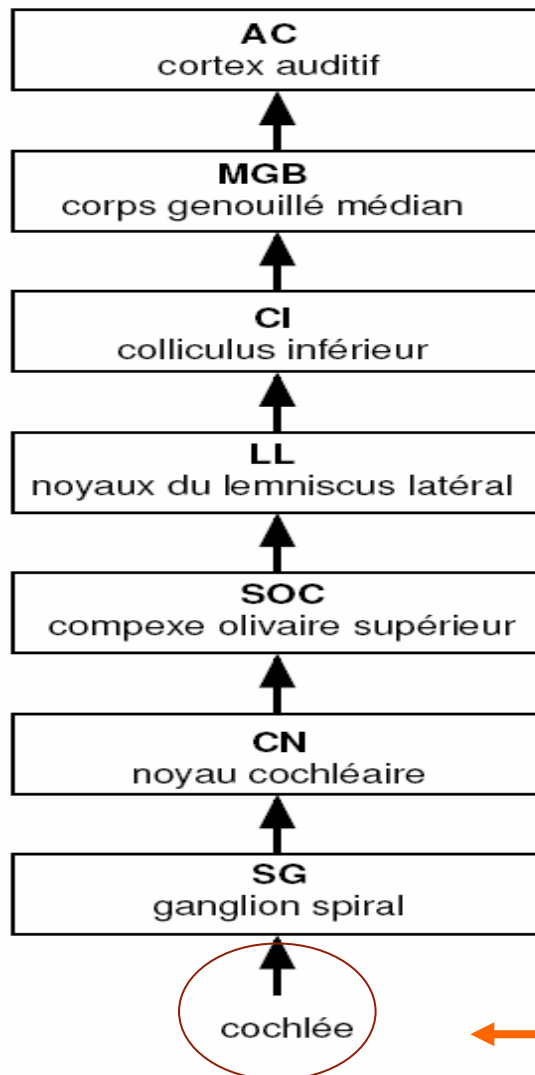 AC
cortex auditif
MGB
corps genouillé médian
CI
colliculus inférieur
LL
noyaux du lemniscus latéral
SOC
compexe olivaire supérieur
CN
noyau cochléaire
SG
ganglion spiral
cochlée